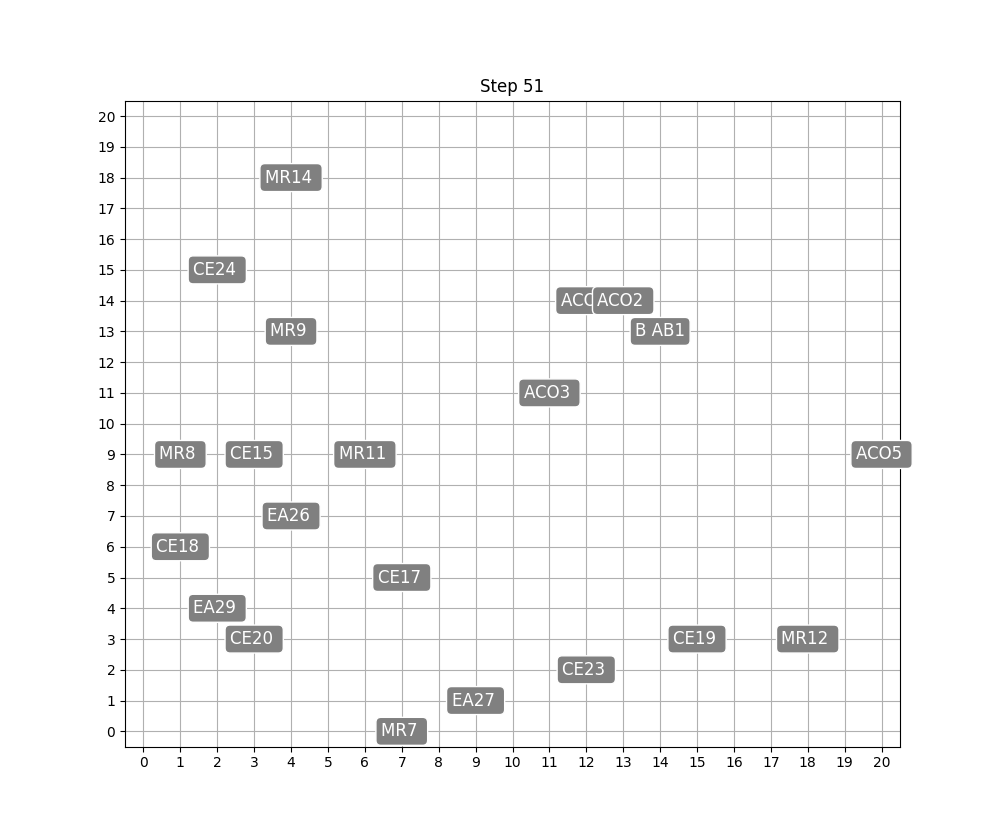 Step 51
20
19
18 MR14
17
16
15 CE24
14 ACO2
13 MR9 B AB1
12
11 ACO3
10
9 MR8 CE15 MR11 ACO5
8
7 EA26
6 CE18
5 CE17
4 EA29
3 CE20 CE19 MR12
2 CE23
1 EA27
0 MR7
0 1 2 3 4 5 6 7 8 9 10 11 12 13 14 15 16 17 18 19 20